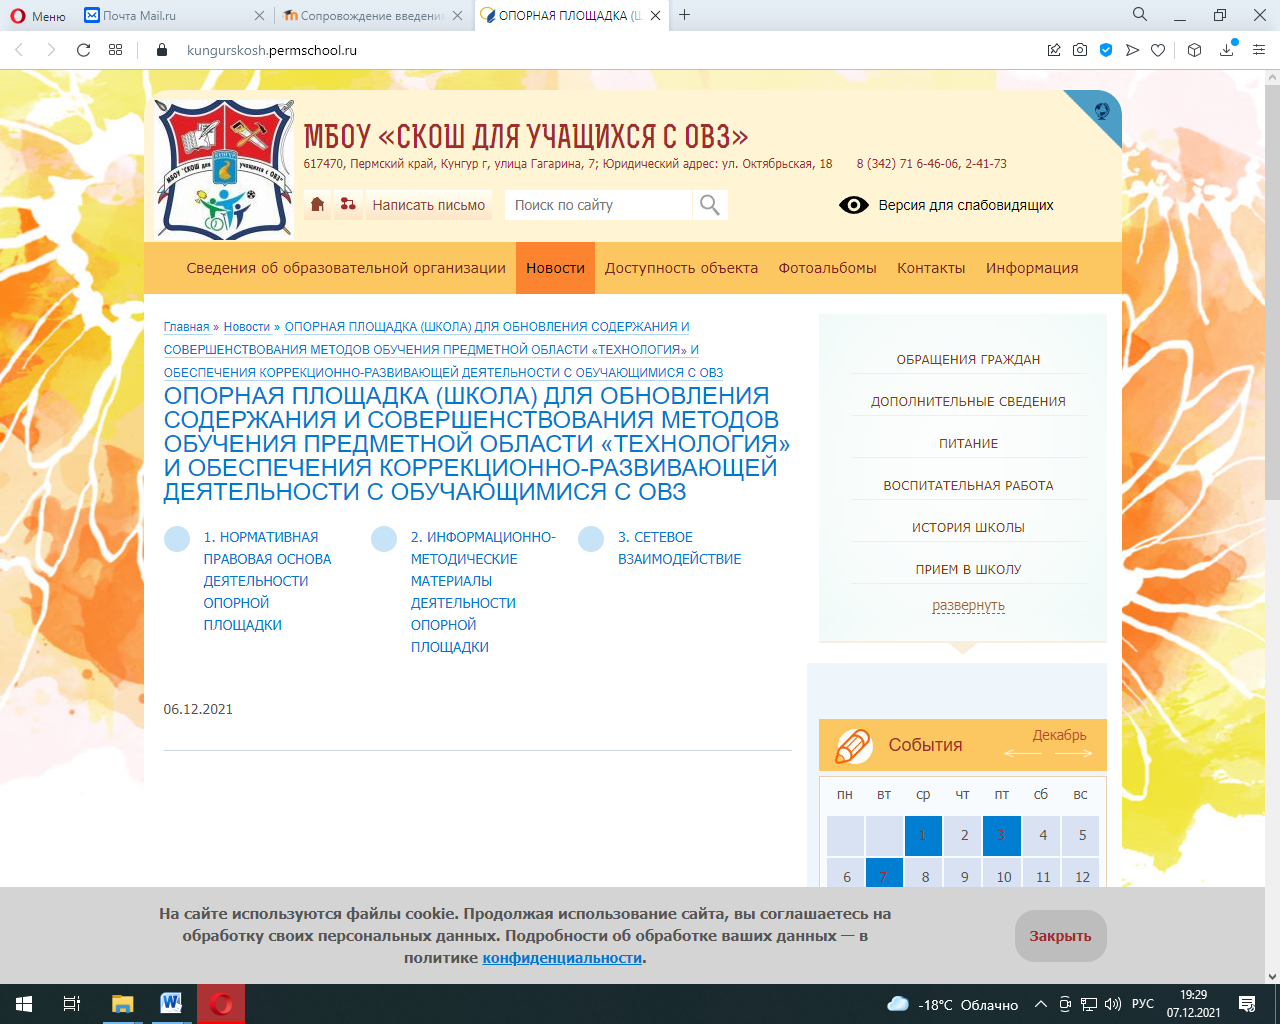 Меню
Почта Mail.ru
Сопровождение введени
ОПОРНАЯ ПЛОЩАДКА (Ш
kungurskosh.permschool.ru
МБОУ «СКОШ ДЛЯ УЧАЩИХСЯ С ОВЗ»
617470, Пермский край, Кунгур г, улица Гагарина, 7; Юридический адрес: ул. Октябрьская, 18 8 (342) 71 6-46-06, 2-41-73
КУНГУР
МБОУ "СКОШ для учащихся с ОВЗ"
Написать письмо
Поиск по сайту
Версия для слабовидящих
Сведения об образовательной организации Новости Доступность объекта Фотоальбомы Контакты Информация
Главная » Новости » ОПОРНАЯ ПЛОЩАДКА (ШКОЛА) ДЛЯ ОБНОВЛЕНИЯ СОДЕРЖАНИЯ И
СОВЕРШЕНСТВОВАНИЯ МЕТОДОВ ОБУЧЕНИЯ ПРЕДМЕТНОЙ ОБЛАСТИ «ТЕХНОЛОГИЯ» И
ОБЕСПЕЧЕНИЯ КОРРЕКЦИОННО-РАЗВИВАЮЩЕЙ ДЕЯТЕЛЬНОСТИ С ОБУЧАЮЩИМИСЯ С ОВЗ
ОПОРНАЯ ПЛОЩАДКА (ШКОЛА) ДЛЯ ОБНОВЛЕНИЯ
СОДЕРЖАНИЯ И СОВЕРШЕНСТВОВАНИЯ МЕТОДОВ
ОБУЧЕНИЯ ПРЕДМЕТНОЙ ОБЛАСТИ «ТЕХНОЛОГИЯ»
И ОБЕСПЕЧЕНИЯ КОРРЕКЦИОННО-РАЗВИВАЮЩЕЙ
ДЕЯТЕЛЬНОСТИ С ОБУЧАЮЩИМИСЯ С ОВЗ
1. НОРМАТИВНАЯ
ПРАВОВАЯ ОСНОВА
ДЕЯТЕЛЬНОСТИ
ОПОРНОЙ
ПЛОЩАДКИ
2. ИНФОРМАЦИОННО-
МЕТОДИЧЕСКИЕ
МАТЕРИАЛЫ
ДЕЯТЕЛЬНОСТИ
ОПОРНОЙ
ПЛОЩАДКИ
3. СЕТЕВОЕ
ВЗАИМОДЕЙСТВИЕ
06.12.2021
ОБРАЩЕНИЯ ГРАЖДАН
ДОПОЛНИТЕЛЬНЫЕ СВЕДЕНИЯ
ПИТАНИЕ
ВОСПИТАТЕЛЬНАЯ РАБОТА
ИСТОРИЯ ШКОЛЫ
ПРИЕМ В ШКОЛУ
развернуть
События
Декабрь
пн вт ср чт пт сб вс
1 2 3 4 5
6 7 8 9 10 11 12
На сайте используются файлы cookie. Продолжая использование сайта, вы соглашаетесь на
обработку своих персональных данных. Подробности об обработке ваших данных — в
политике конфиденциальности.
Закрыть
-18°C Облачно
РУС
19:29
07.12.2021